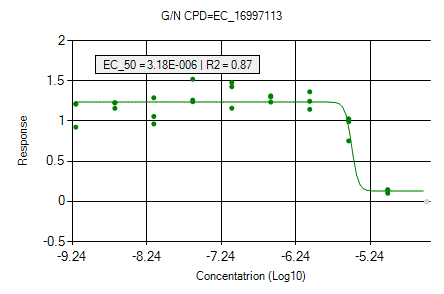 G/N CPD=EC_16997113
EC_50 = 3.18E-006 | R2 = 0.87
2
1.5
1
0.5
0
-0.5
Response
-9.24 -8.24 -7.24 -6.24 -5.24
Concentatrion (Log10)